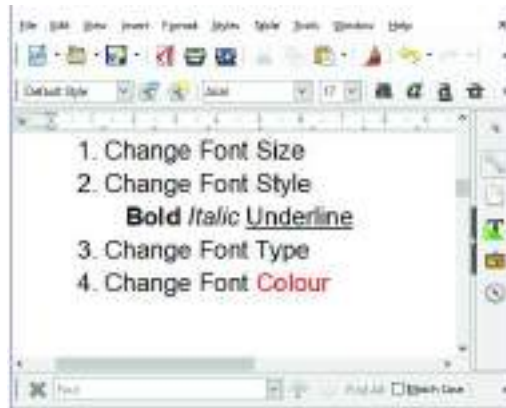 File Edit View Insert Format Styles Table Tools Window Help
Default Style Arial 17
1. Change Font Size
2. Change Font Style
Bold Italic Underline
3. Change Font Type
4. Change Font Colour
Find Find All Match Case